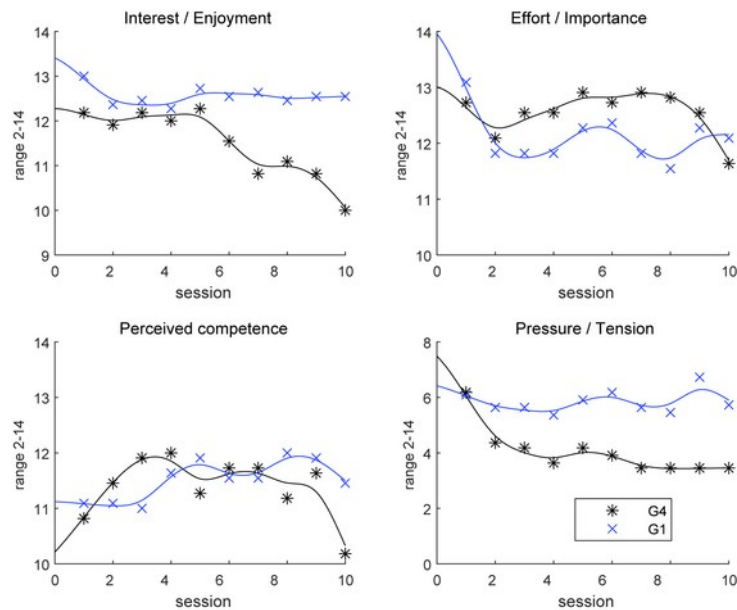 Interest / Enjoyment
14
13
12
11
10
9
range 2-14
0 2 4 6 8 10
session
Effort / Importance
14
13
12
11
10
range 2-14
0 2 4 6 8 10
session
Perceived competence
14
13
12
11
10
range 2-14
0 2 4 6 8 10
session
Pressure / Tension
8
6
4
2
0
range 2-14
G4
G1
0 2 4 6 8 10
session